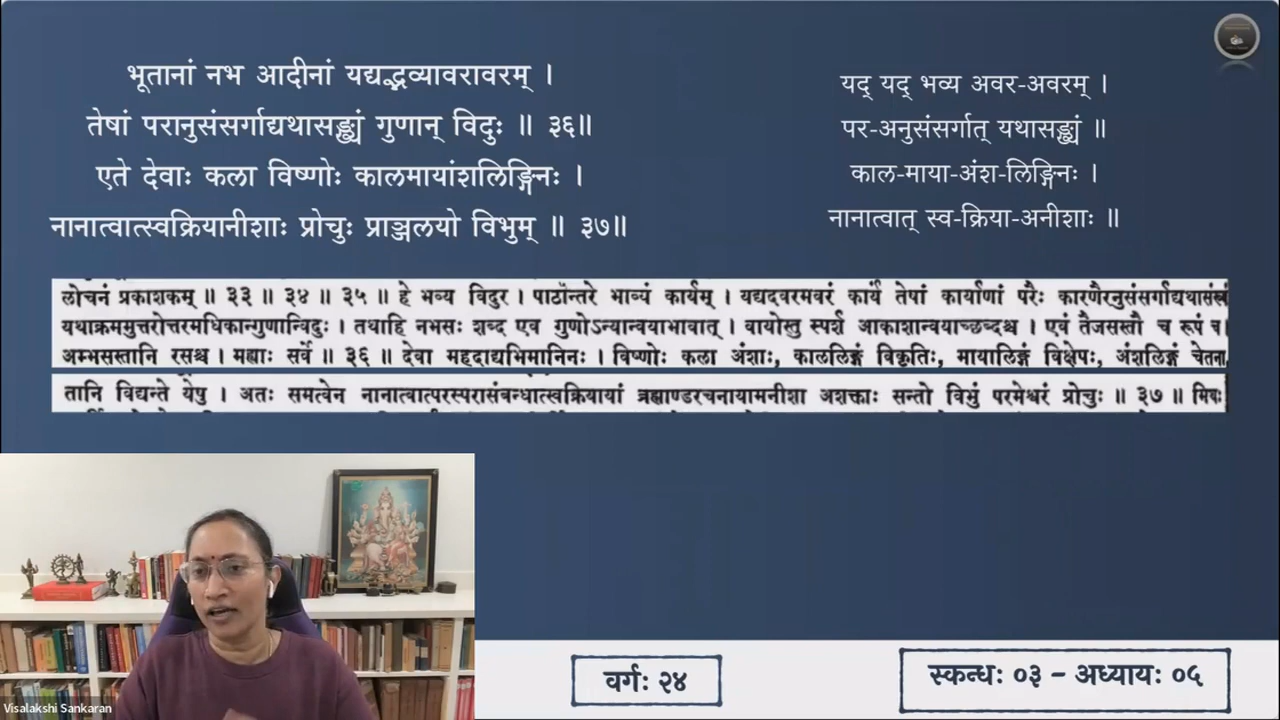 भूतानां नभ आदीनां यद्यद्भव्यावरावरम् ।
तेषां परानुसंसर्गाद्यथासङ्ख्यं गुणान् विदुः ॥ ३६॥
एते देवाः कला विष्णोः कालमायांशलिङ्गिनः ।
नानात्वात्स्वक्रियानीशाः प्रोचुः प्राञ्जलयो विभुम् ॥ ३७॥
यद् यद् भव्य अवर-अवरम् ।
पर-अनुसंसर्गात् यथासङ्ख्यं ॥
काल-माया-अंश-लिङ्गिनः ।
नानात्वात् स्व-क्रिया-अनीशाः ॥
लोचनं प्रकाशकम् ॥ ३३ ॥ ३४ ॥ ३५ ॥ हे भव्य विदुर । पाठान्तरे भाव्यं कार्यम् । यद्यदवरमवरं कार्यं तेषां कार्याणां परैः कारणैरनुसंसर्गाद्यथासंख्यं
यथाक्रममुत्तरोत्तरमधिकान्गुणान्विदुः । तथाहि नभसः शब्द एव गुणोऽन्यान्वयाभावात् । वायोस्तु स्पर्श आकाशान्वयाच्छब्दश्च । एवं तेजसस्तौ च रूपं च।
अम्भसस्तानि रसश्च । मह्याः सर्वे ॥ ३६ ॥ देवा महदाद्यभिमानिनः । विष्णोः कला अंशाः, काललिङ्गं विकृतिः, मायालिङ्गं विक्षेपः, अंशलिङ्गं चेतना,
तानि विद्यन्ते येषु । अतः समत्वेन नानात्वात्परस्परासंबन्धात्स्वक्रियायां ब्रह्माण्डरचनायामनीशा अशक्ताः सन्तो विभुं परमेश्वरं प्रोचुः ॥ ३७ ॥ मिथः
Visalakshi Sankaran
वर्गः २४
स्कन्धः ०३ – अध्यायः ०५